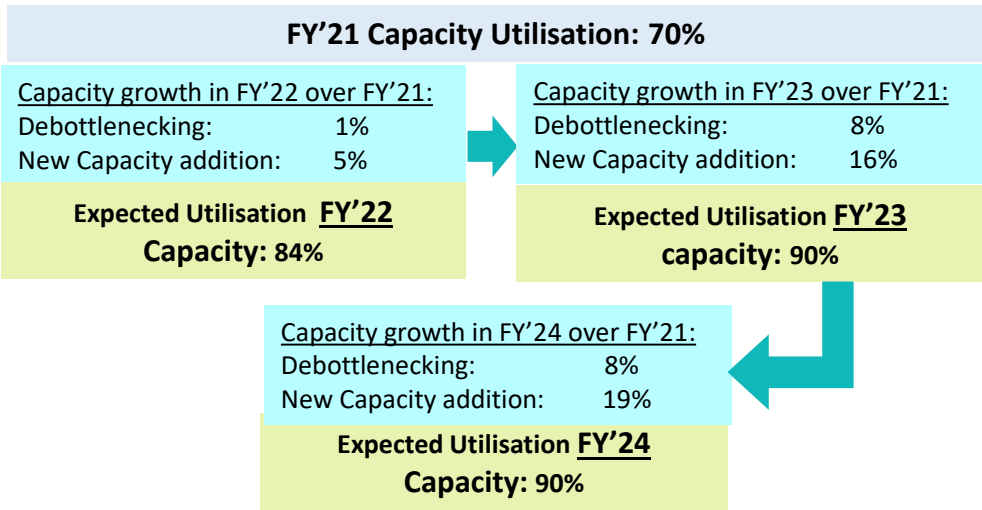 FY’21 Capacity Utilisation: 70%
Capacity growth in FY’22 over FY’21:
Debottlenecking: 1%
New Capacity addition: 5%
Expected Utilisation FY’22
Capacity: 84%
Capacity growth in FY’23 over FY’21:
Debottlenecking: 8%
New Capacity addition: 16%
Expected Utilisation FY’23
capacity: 90%
Capacity growth in FY’24 over FY’21:
Debottlenecking: 8%
New Capacity addition: 19%
Expected Utilisation FY’24
Capacity: 90%